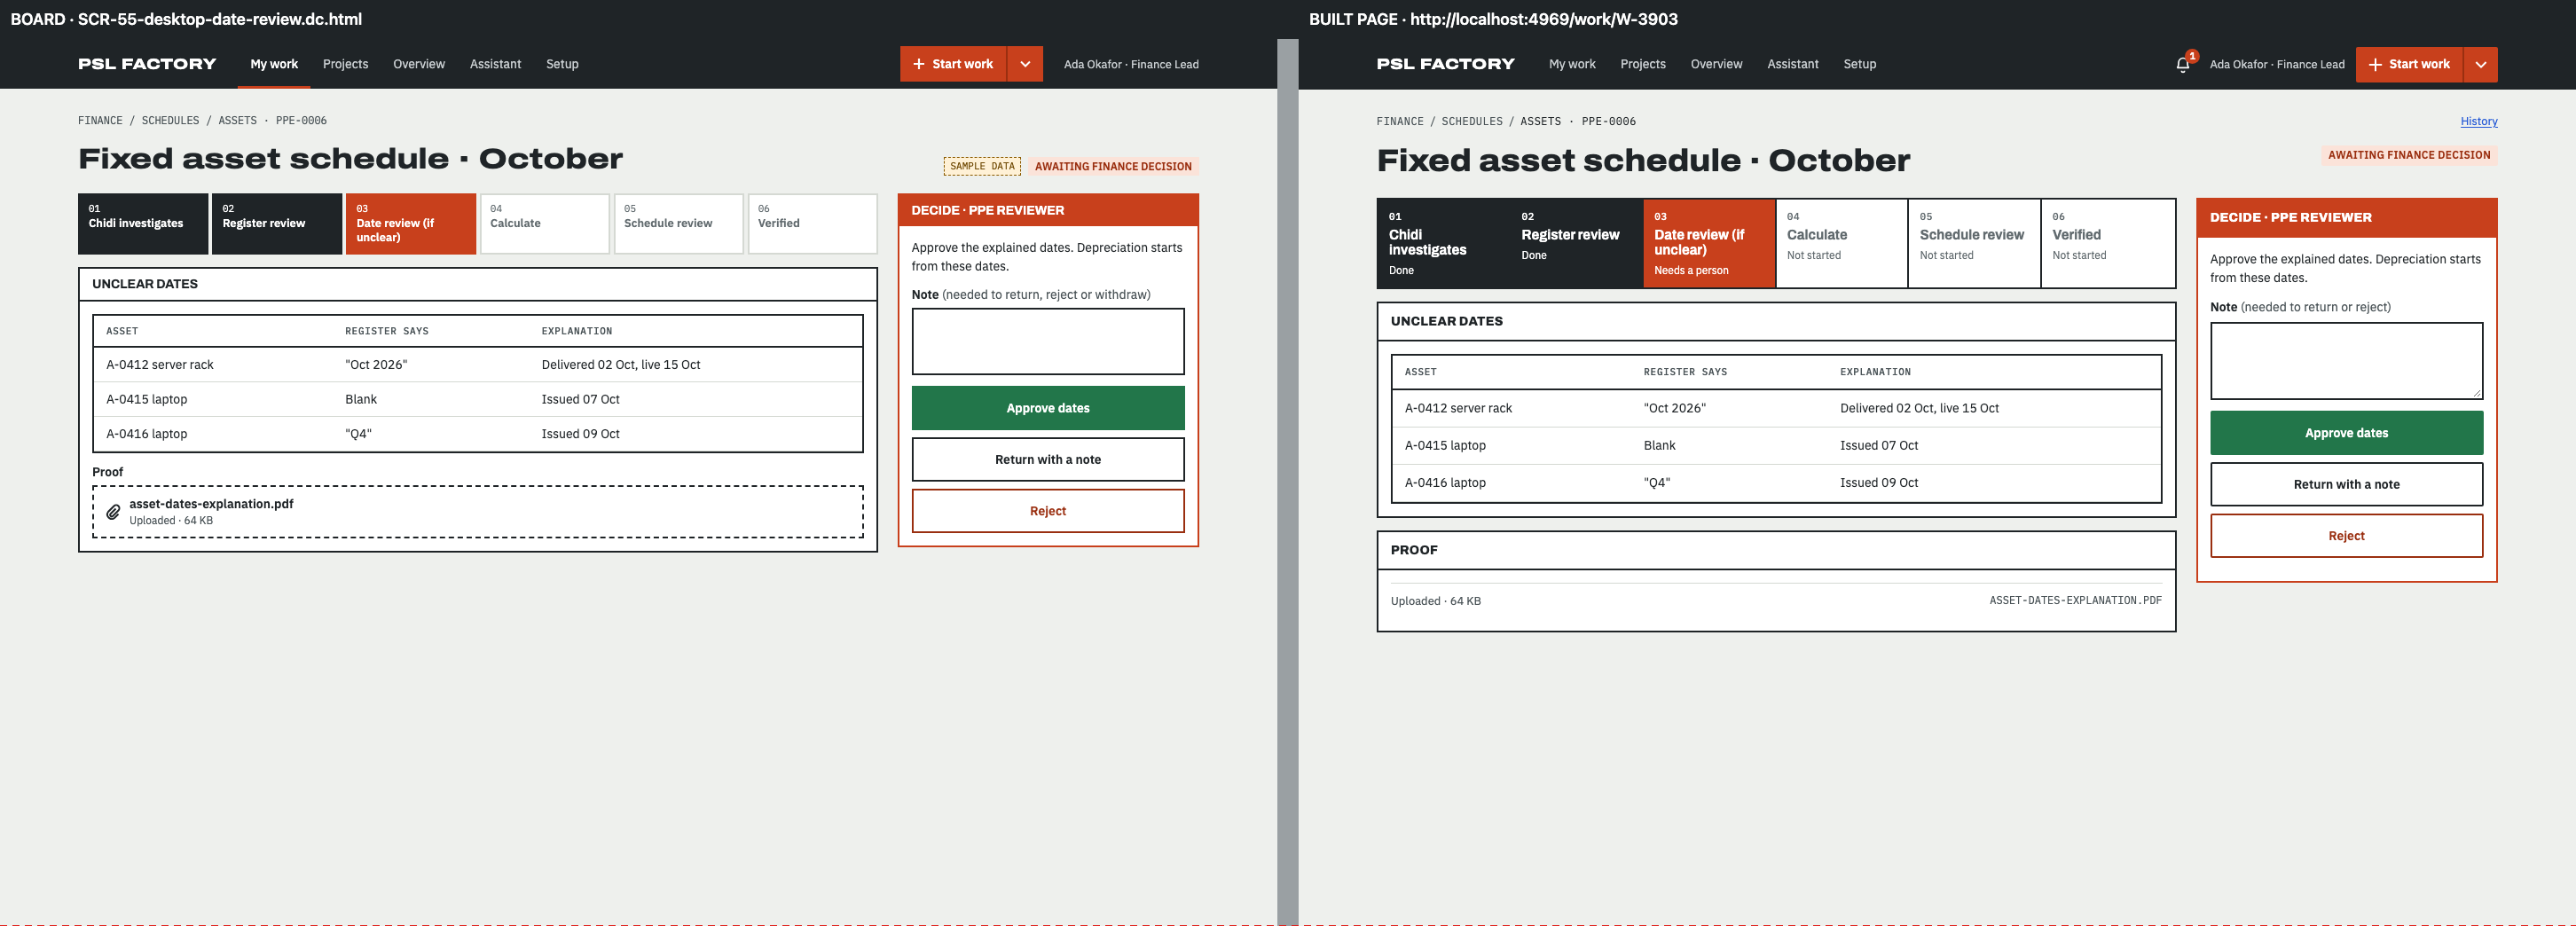 BOARD · SCR-55-desktop-date-review.dc.html
PSL FACTORY
My work
Projects
Overview
Assistant
Setup
Start work
Ada Okafor · Finance Lead
FINANCE / SCHEDULES / ASSETS · PPE-0006
Fixed asset schedule · October
SAMPLE DATA
AWAITING FINANCE DECISION
01
Chidi investigates
02
Register review
03
Date review (if
unclear)
04
Calculate
05
Schedule review
06
Verified
UNCLEAR DATES
ASSET REGISTER SAYS EXPLANATION
A-0412 server rack "Oct 2026" Delivered 02 Oct, live 15 Oct
A-0415 laptop Blank Issued 07 Oct
A-0416 laptop "Q4" Issued 09 Oct
Proof
asset-dates-explanation.pdf
Uploaded · 64 KB
DECIDE · PPE REVIEWER
Approve the explained dates. Depreciation starts
from these dates.
Note (needed to return, reject or withdraw)
Approve dates
Return with a note
Reject
BUILT PAGE · http://localhost:4969/work/W-3903
PSL FACTORY
My work
Projects
Overview
Assistant
Setup
1
Ada Okafor · Finance Lead
Start work
FINANCE / SCHEDULES / ASSETS · PPE-0006
History
Fixed asset schedule · October
AWAITING FINANCE DECISION
01
Chidi
investigates
Done
02
Register review
Done
03
Date review (if
unclear)
Needs a person
04
Calculate
Not started
05
Schedule review
Not started
06
Verified
Not started
UNCLEAR DATES
ASSET REGISTER SAYS EXPLANATION
A-0412 server rack "Oct 2026" Delivered 02 Oct, live 15 Oct
A-0415 laptop Blank Issued 07 Oct
A-0416 laptop "Q4" Issued 09 Oct
PROOF
Uploaded · 64 KB ASSET-DATES-EXPLANATION.PDF
DECIDE · PPE REVIEWER
Approve the explained dates. Depreciation starts
from these dates.
Note (needed to return or reject)
Approve dates
Return with a note
Reject